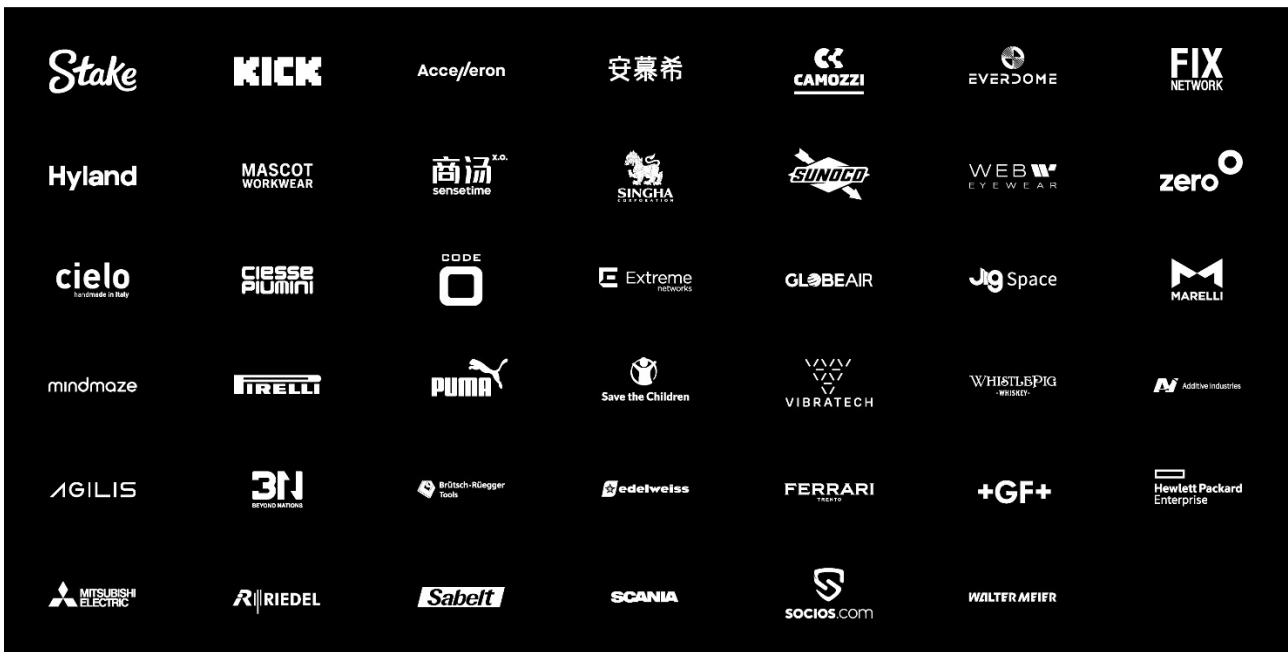 Stake
KICK
Accelleron
安慕希
CAMOZZI
EVERDOME
FIX
NETWORK
Hyland
MASCOT
WORKWEAR
商汤 x.o.
sensetime
SINGHA
CORPORATION
SUNOCO
WEB
EYEWEAR
zero
cielo
handmade in Italy
CIESSE
PIUMINI
CODE
Extreme
networks
GLOBEAIR
Jig Space
MARELLI
mindmaze
PIRELLI
PUMA
Save the Children
VIBRATECH
WHISTLEPIG
-WHISKEY-
Additive Industries
AGILIS
3N
BEYOND NATIONS
Brütsch-Rüegger
Tools
edelweiss
FERRARI
TRENTO
+GF+
Hewlett Packard
Enterprise
MITSUBISHI
ELECTRIC
RIEDEL
Sabelt
SCANIA
SOCIOS.COM
WALTER MEIER